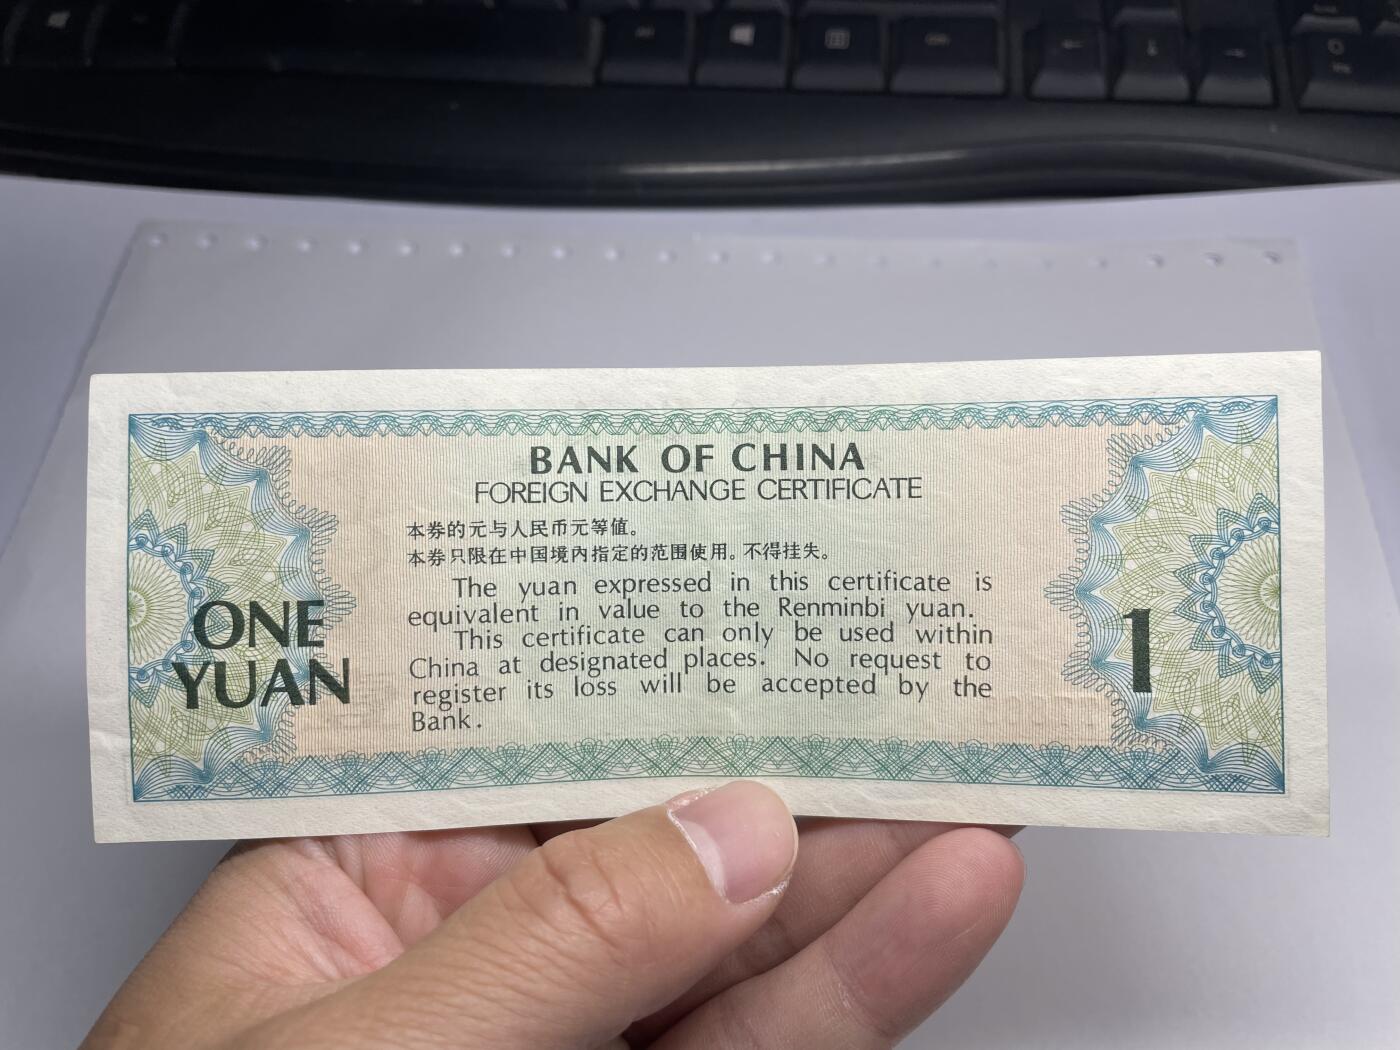 BANK OF CHINA
FOREIGN EXCHANGE CERTIFICATE
本券的元与人民币元等值。
本券只限在中国境内指定的范围使用。不得挂失。
The yuan expressed in this certificate is
equivalent in value to the Renminbi yuan.
This certificate can only be used within
China at designated places. No request to
register its loss will be accepted by the
Bank.
ONE
YUAN
1